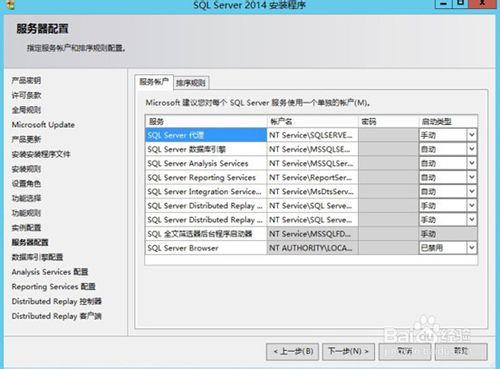 SQL Server 2014 安装程序
服务器配置
指定服务帐户和排序规则配置。
产品密钥
许可条款
全局规则
Microsoft Update
产品更新
安装安装程序文件
安装规则
设置角色
功能选择
功能规则
实例配置
服务器配置
数据库引擎配置
Analysis Services 配置
Reporting Services 配置
Distributed Replay 控制器
Distributed Replay 客户端
服务帐户 排序规则
Microsoft 建议您对每个 SQL Server 服务使用一个单独的帐户(M)。
服务 帐户名 密码 启动类型
SQL Server 代理 NT Service\SQLSERVE... 手动
SQL Server 数据库引擎 NT Service\MSSQLSE... 自动
SQL Server Analysis Services NT Service\MSSQLSer... 自动
SQL Server Reporting Services NT Service\ReportSer... 自动
SQL Server Integration Service... NT Service\MsDtsServ... 自动
SQL Server Distributed Replay ... NT Service\SQL Serve... 手动
SQL Server Distributed Replay ... NT Service\SQL Serve... 手动
SQL 全文筛选器后台程序启动器 NT Service\MSSQLFD... 手动
SQL Server Browser NT AUTHORITY\LOCA... 已禁用
< 上一步(B) 下一步(N) > 取消 帮助
Baidu 经验